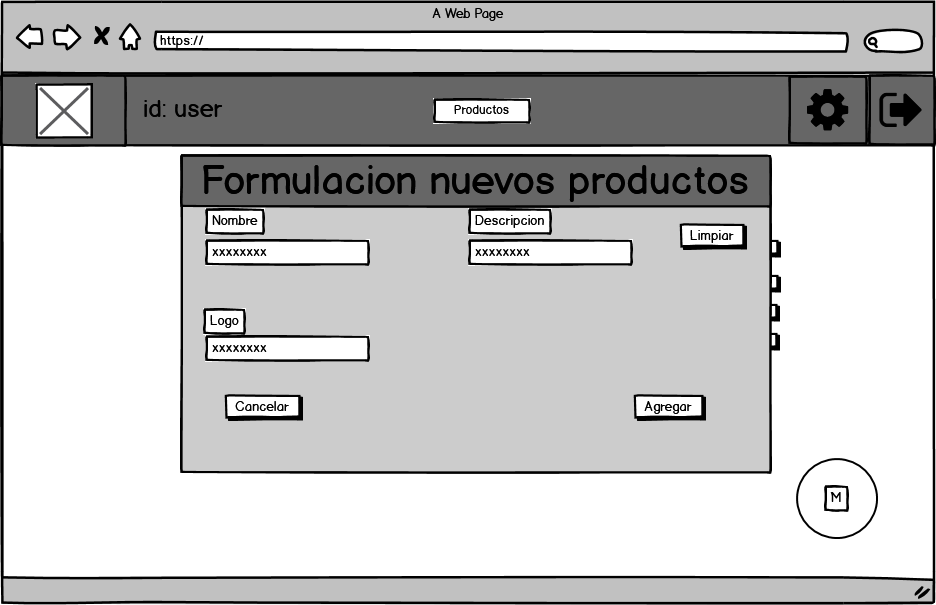 A Web Page
https://
id: user
Productos
Formulacion nuevos productos
Nombre
Descripcion
Limpiar
xxxxxxxx
xxxxxxxx
Logo
xxxxxxxx
Cancelar
Agregar
M